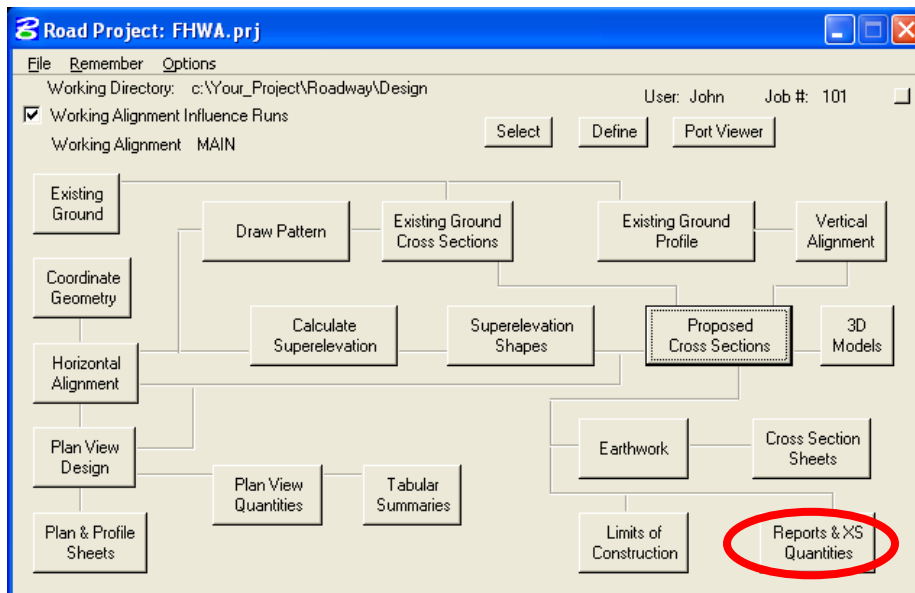 Road Project: FHWA.prj
File Remember Options
Working Directory: c:\Your_Project\Roadway\Design
User: John Job #: 101
Working Alignment Influence Runs
Working Alignment MAIN
Select Define Port Viewer
Existing
Ground
Draw Pattern
Existing Ground
Cross Sections
Existing Ground
Profile
Vertical
Alignment
Coordinate
Geometry
Calculate
Superelevation
Superelevation
Shapes
Proposed
Cross Sections
3D
Models
Horizontal
Alignment
Plan View
Design
Earthwork
Cross Section
Sheets
Plan View
Quantities
Tabular
Summaries
Plan & Profile
Sheets
Limits of
Construction
Reports & XS
Quantities